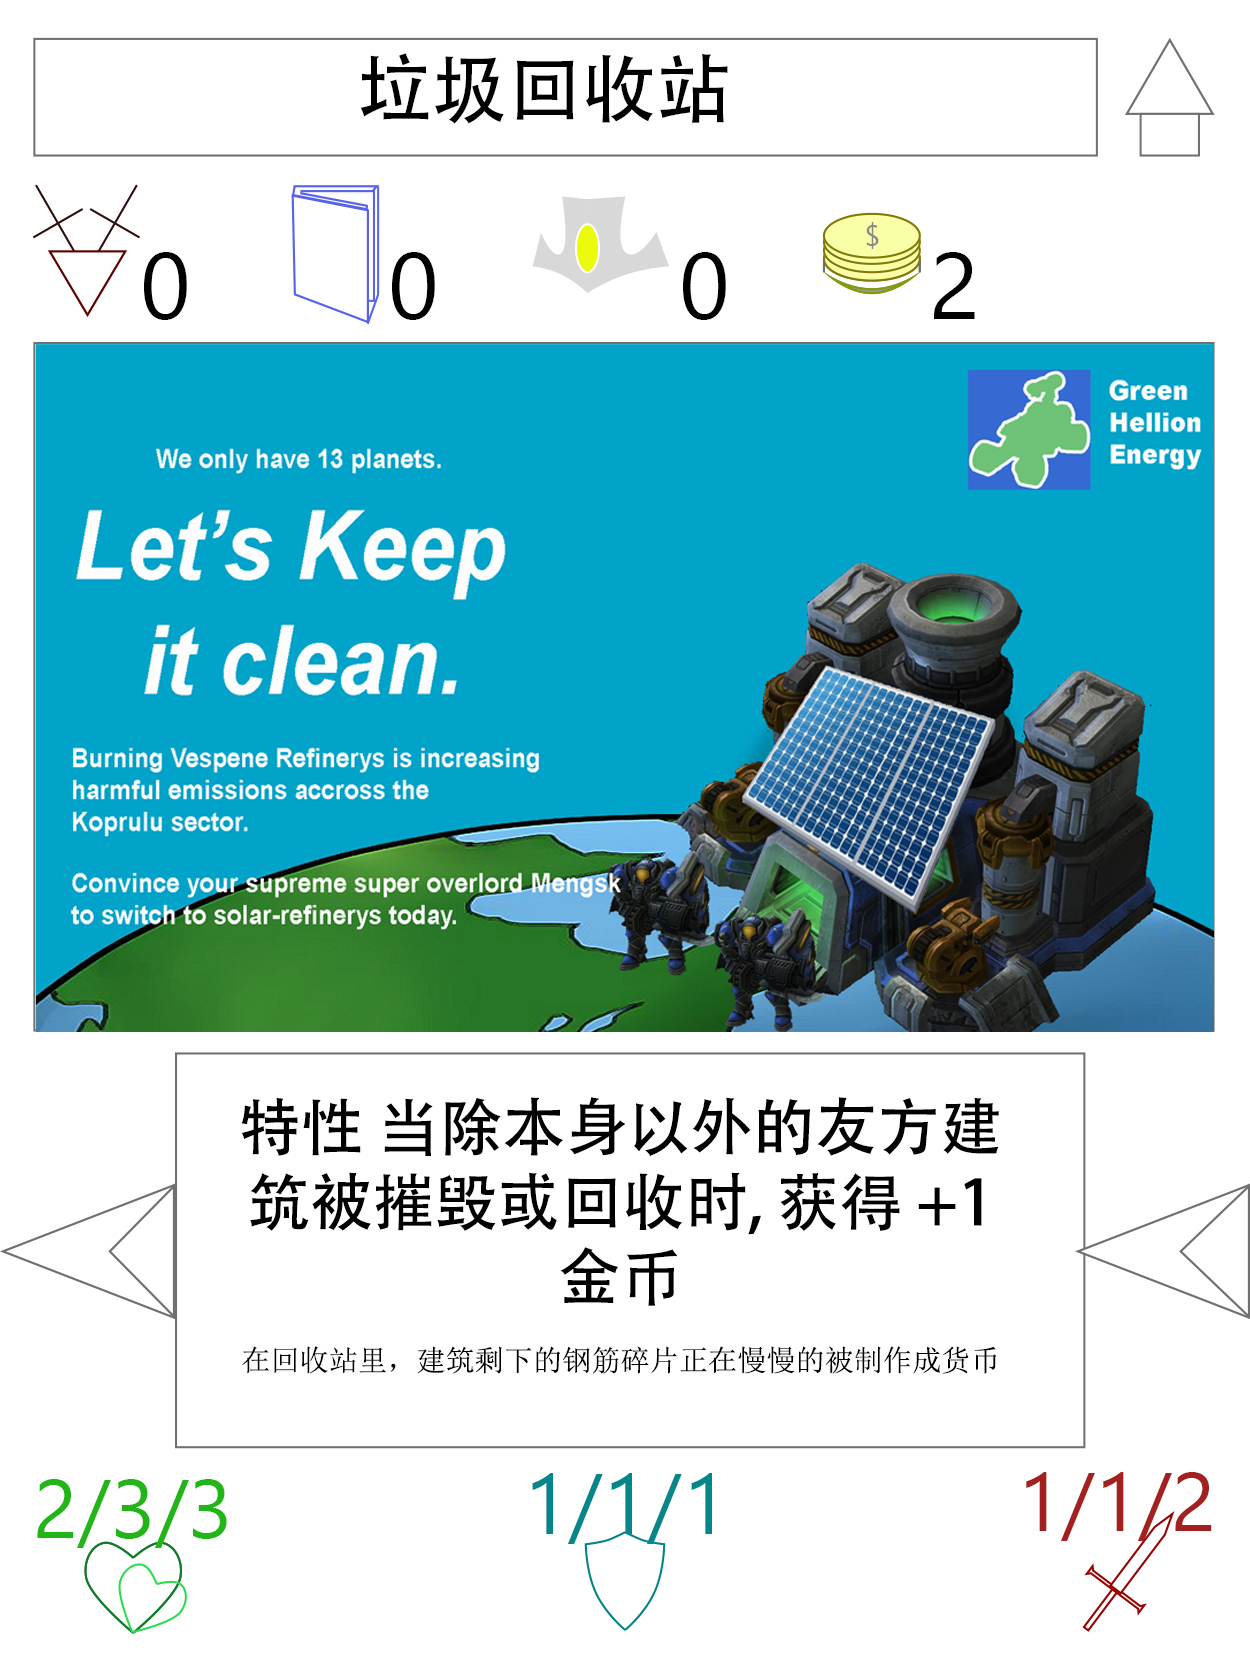 垃圾回收站
0 0 0 $ 2
Green
Hellion
Energy
We only have 13 planets.
Let's Keep
it clean.
Burning Vespene Refinerys is increasing
harmful emissions accross the
Koprulu sector.
Convince your supreme super overlord Mengsk
to switch to solar-refinerys today.
特性 当除本身以外的友方建
筑被摧毁或回收时, 获得 +1
金币
在回收站里，建筑剩下的钢筋碎片正在慢慢的被制作成货币
2/3/3 1/1/1 1/1/2